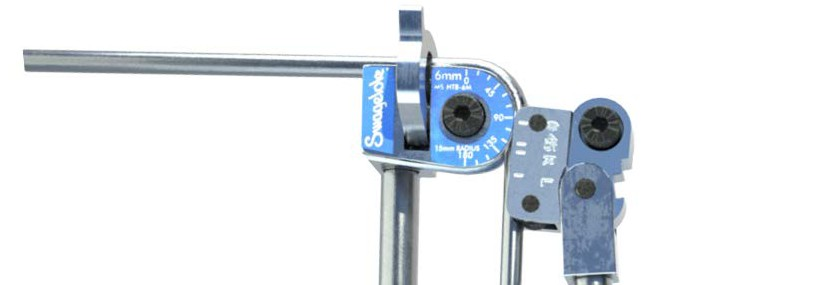 Swagelok
6mm
0
MS HTB-6M
45
90
135
15mm RADIUS
180
L